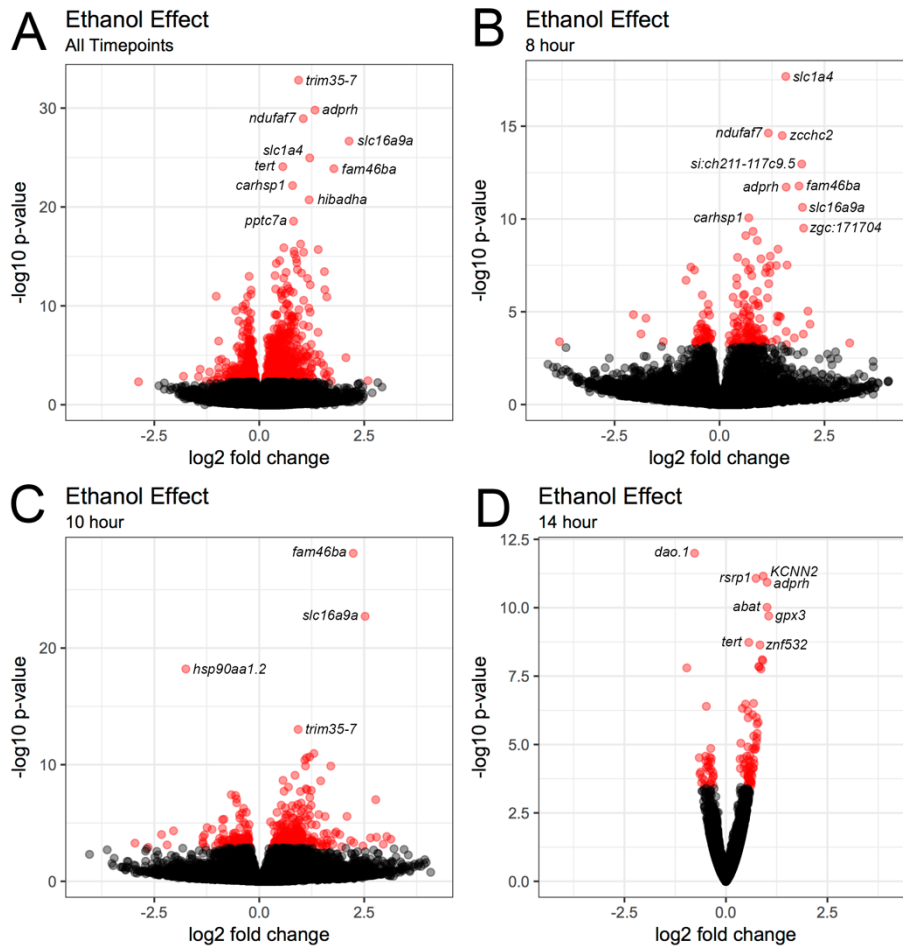 A
Ethanol Effect
All Timepoints
trim35-7
adprh
ndufaf7
slc16a9a
slc1a4
tert
fam46ba
carhsp1
hibadha
pptc7a
30
20
10
0
-log10 p-value
-2.5
0.0
2.5
log2 fold change
B
Ethanol Effect
8 hour
slc1a4
ndufaf7
zcchc2
si:ch211-117c9.5
adprh
fam46ba
slc16a9a
carhsp1
zgc:171704
15
10
5
0
-log10 p-value
-2.5
0.0
2.5
log2 fold change
C
Ethanol Effect
10 hour
fam46ba
slc16a9a
hsp90aa1.2
trim35-7
20
10
0
-log10 p-value
-2.5
0.0
2.5
log2 fold change
D
Ethanol Effect
14 hour
dao.1
KCNN2
rsrp1
adprh
abat
gpx3
tert
znf532
12.5
10.0
7.5
5.0
2.5
0.0
-log10 p-value
-2.5
0.0
2.5
log2 fold change